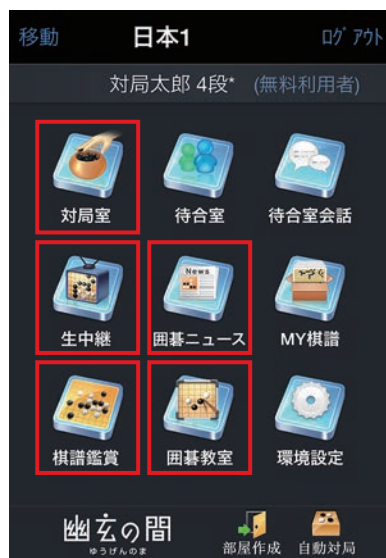 移動 日本1 ログアウト
対局太郎 4段* (無料利用者)
対局室 待合室 待合室会話
News
生中継 囲碁ニュース MY棋譜
棋譜鑑賞 囲碁教室 環境設定
幽玄の間 部屋作成 自動対局
ゆうげんのま